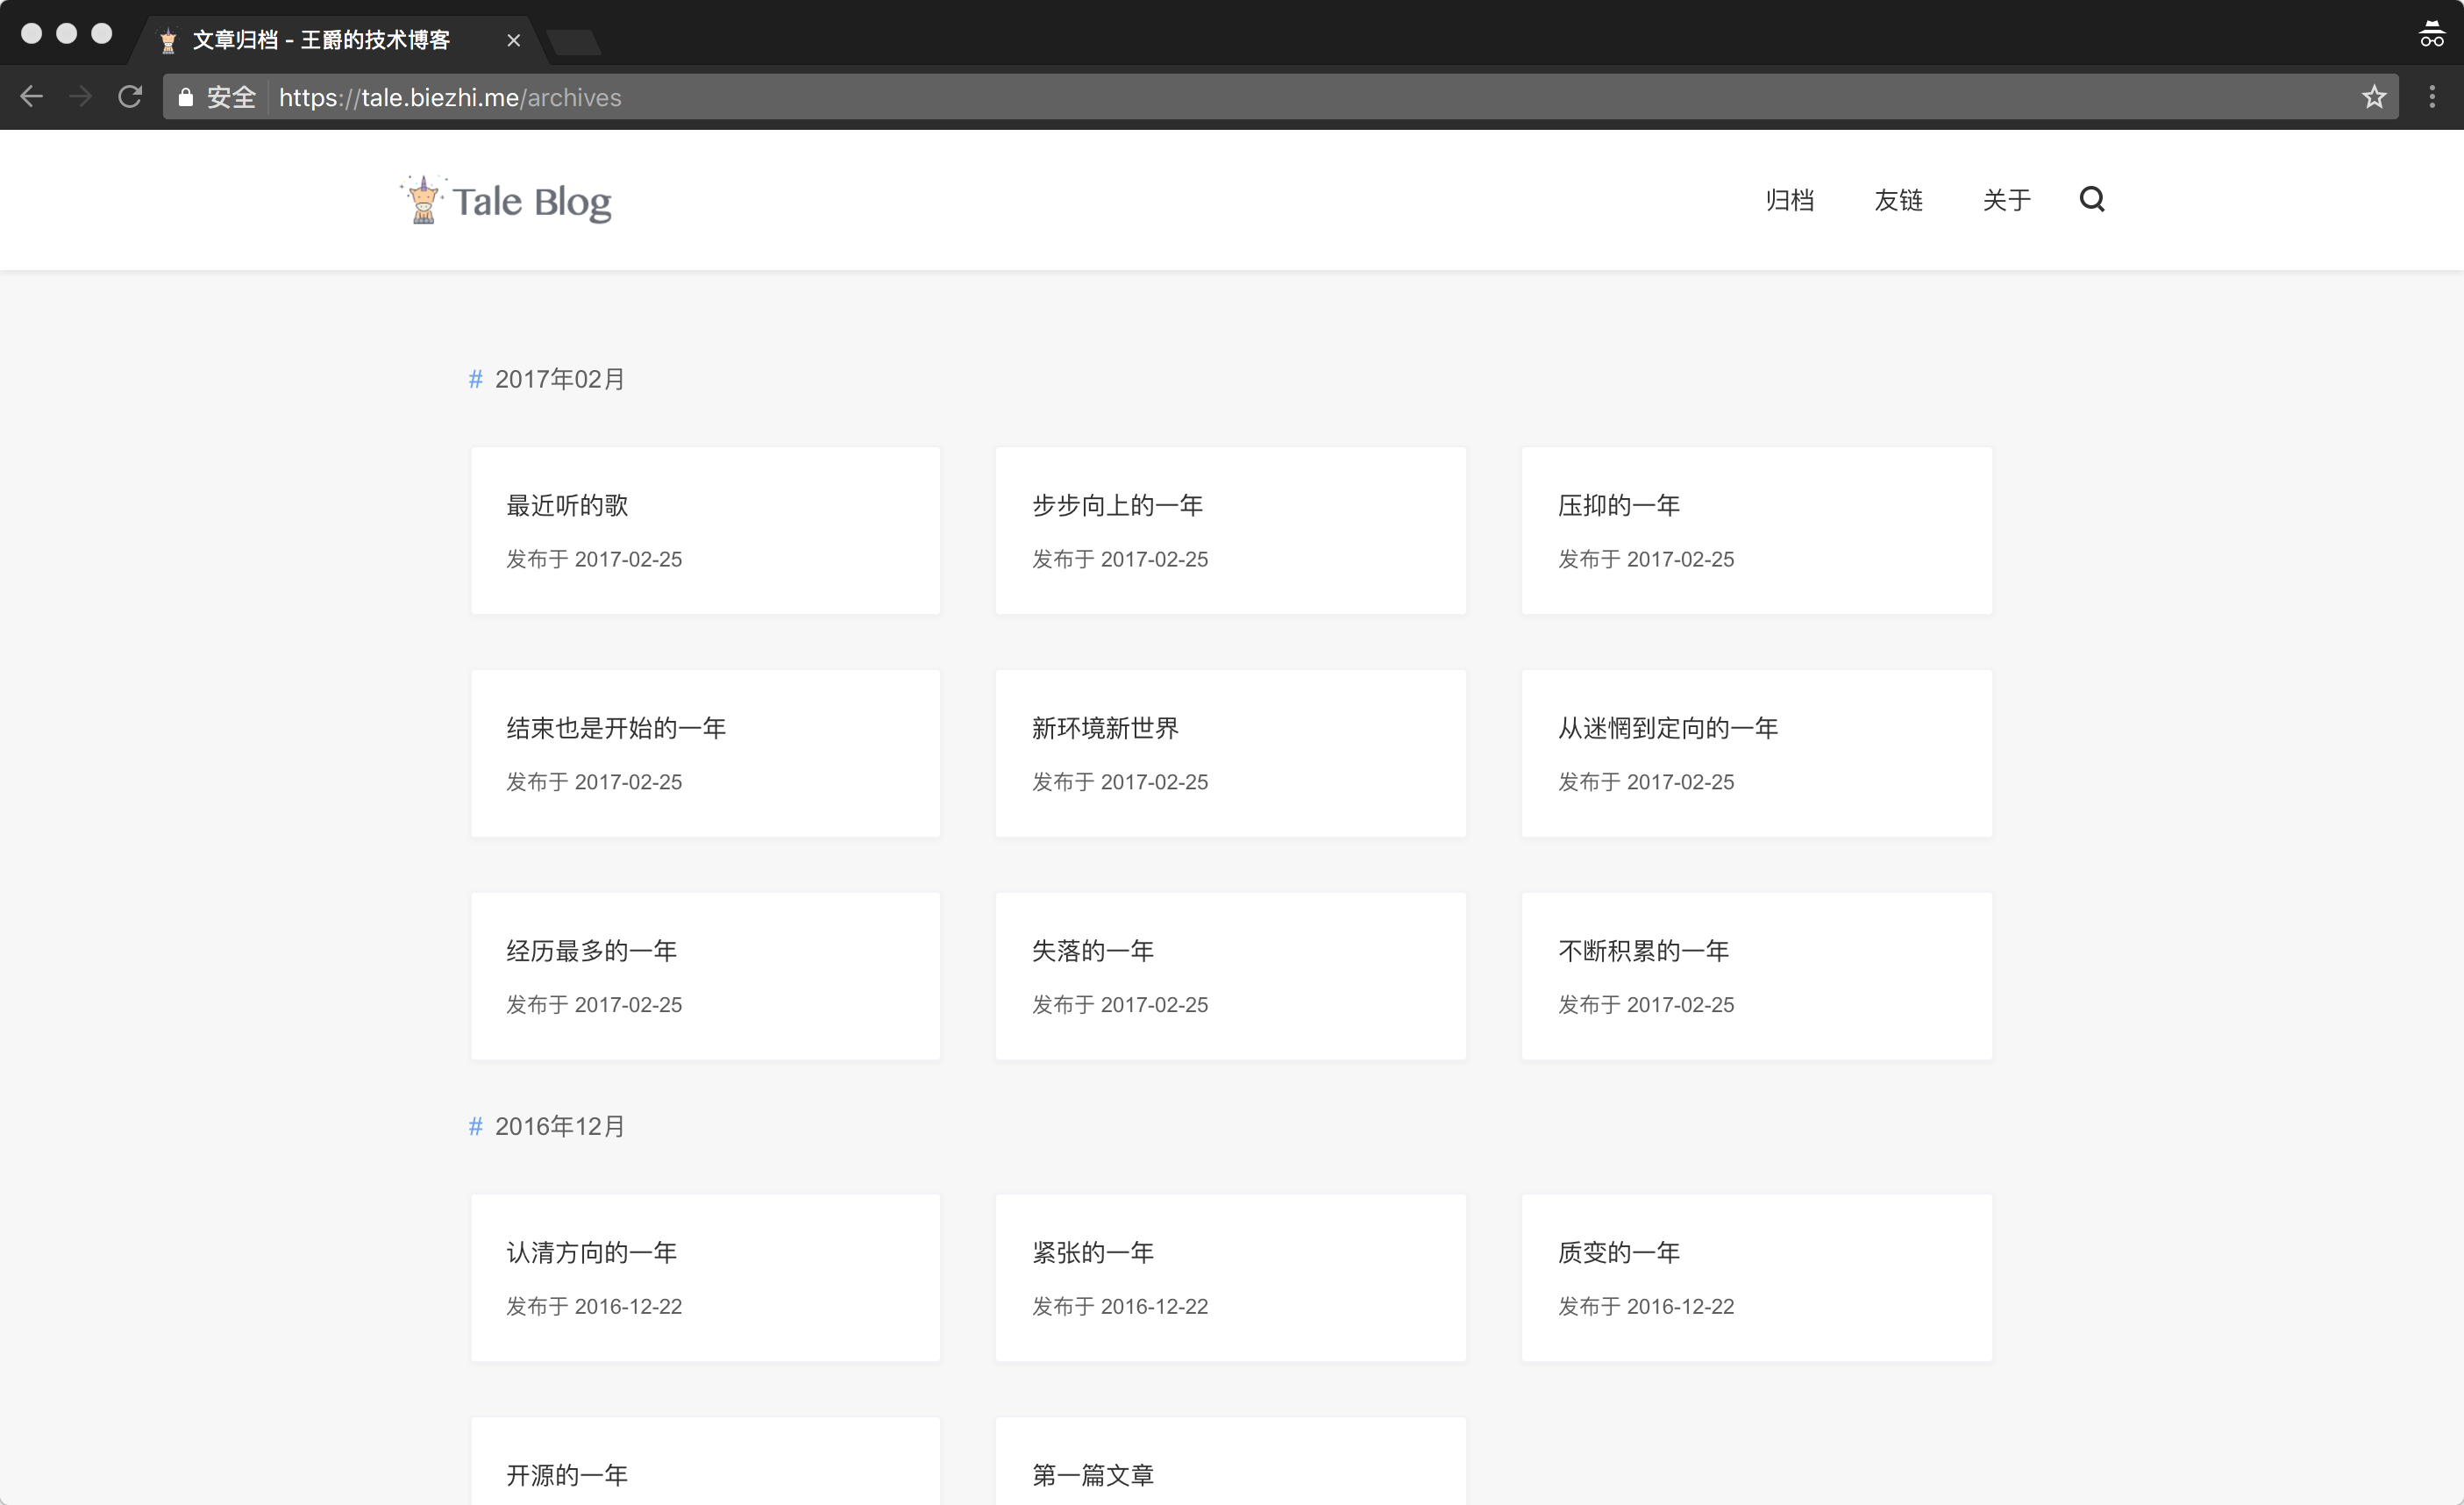 文章归档 - 王爵的技术博客
安全 https://tale.biezhi.me/archives
Tale Blog
归档 友链 关于
# 2017年02月
最近听的歌
发布于 2017-02-25
步步向上的一年
发布于 2017-02-25
压抑的一年
发布于 2017-02-25
结束也是开始的一年
发布于 2017-02-25
新环境新世界
发布于 2017-02-25
从迷惘到定向的一年
发布于 2017-02-25
经历最多的一年
发布于 2017-02-25
失落的一年
发布于 2017-02-25
不断积累的一年
发布于 2017-02-25
# 2016年12月
认清方向的一年
发布于 2016-12-22
紧张的一年
发布于 2016-12-22
质变的一年
发布于 2016-12-22
开源的一年
第一篇文章